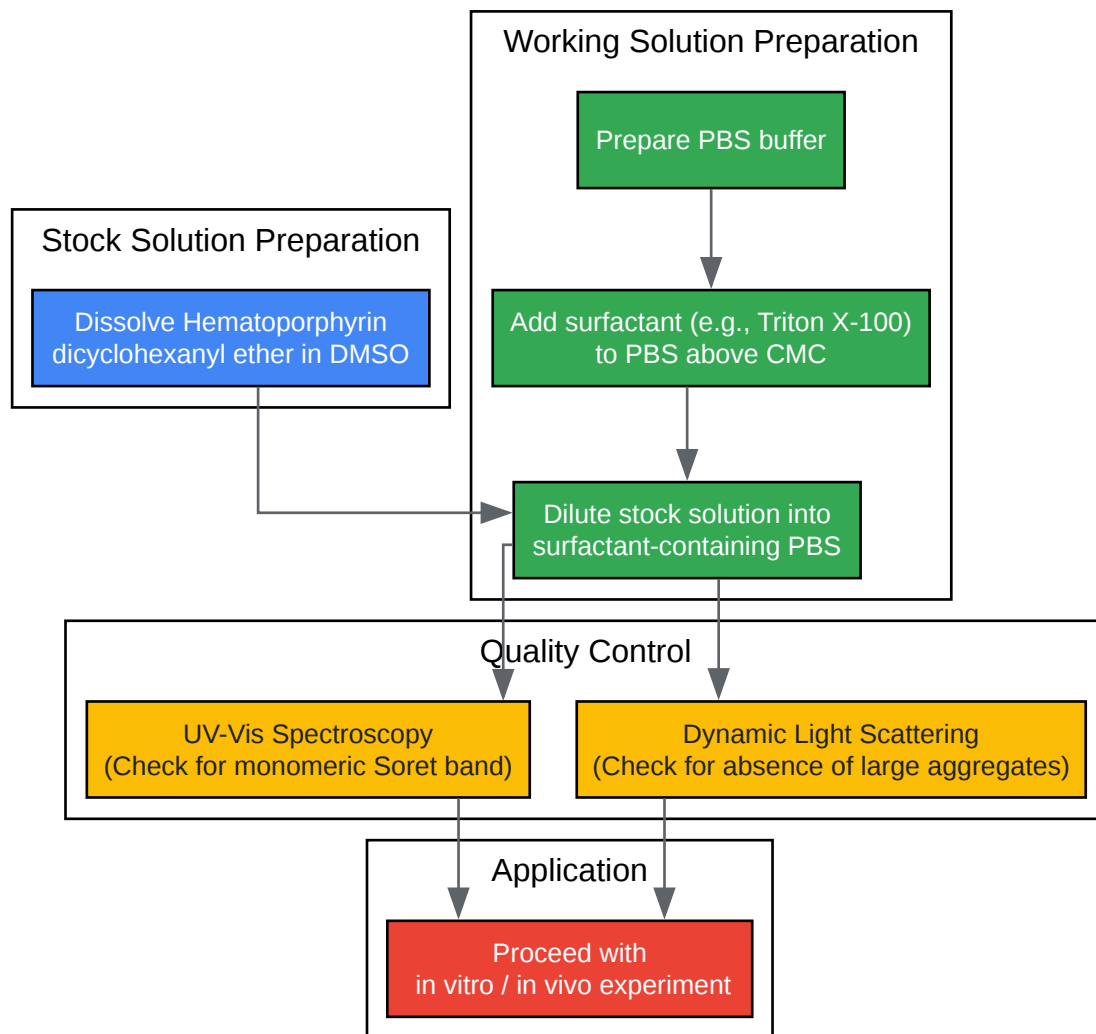 Working Solution Preparation
Prepare PBS buffer
Stock Solution Preparation
Dissolve Hematoporphyrin
dicyclohexanyl ether in DMSO
Add surfactant (e.g., Triton X-100)
to PBS above CMC
Dilute stock solution into
surfactant-containing PBS
Quality Control
UV-Vis Spectroscopy
(Check for monomeric Soret band)
Dynamic Light Scattering
(Check for absence of large aggregates)
Application
Proceed with
in vitro / in vivo experiment